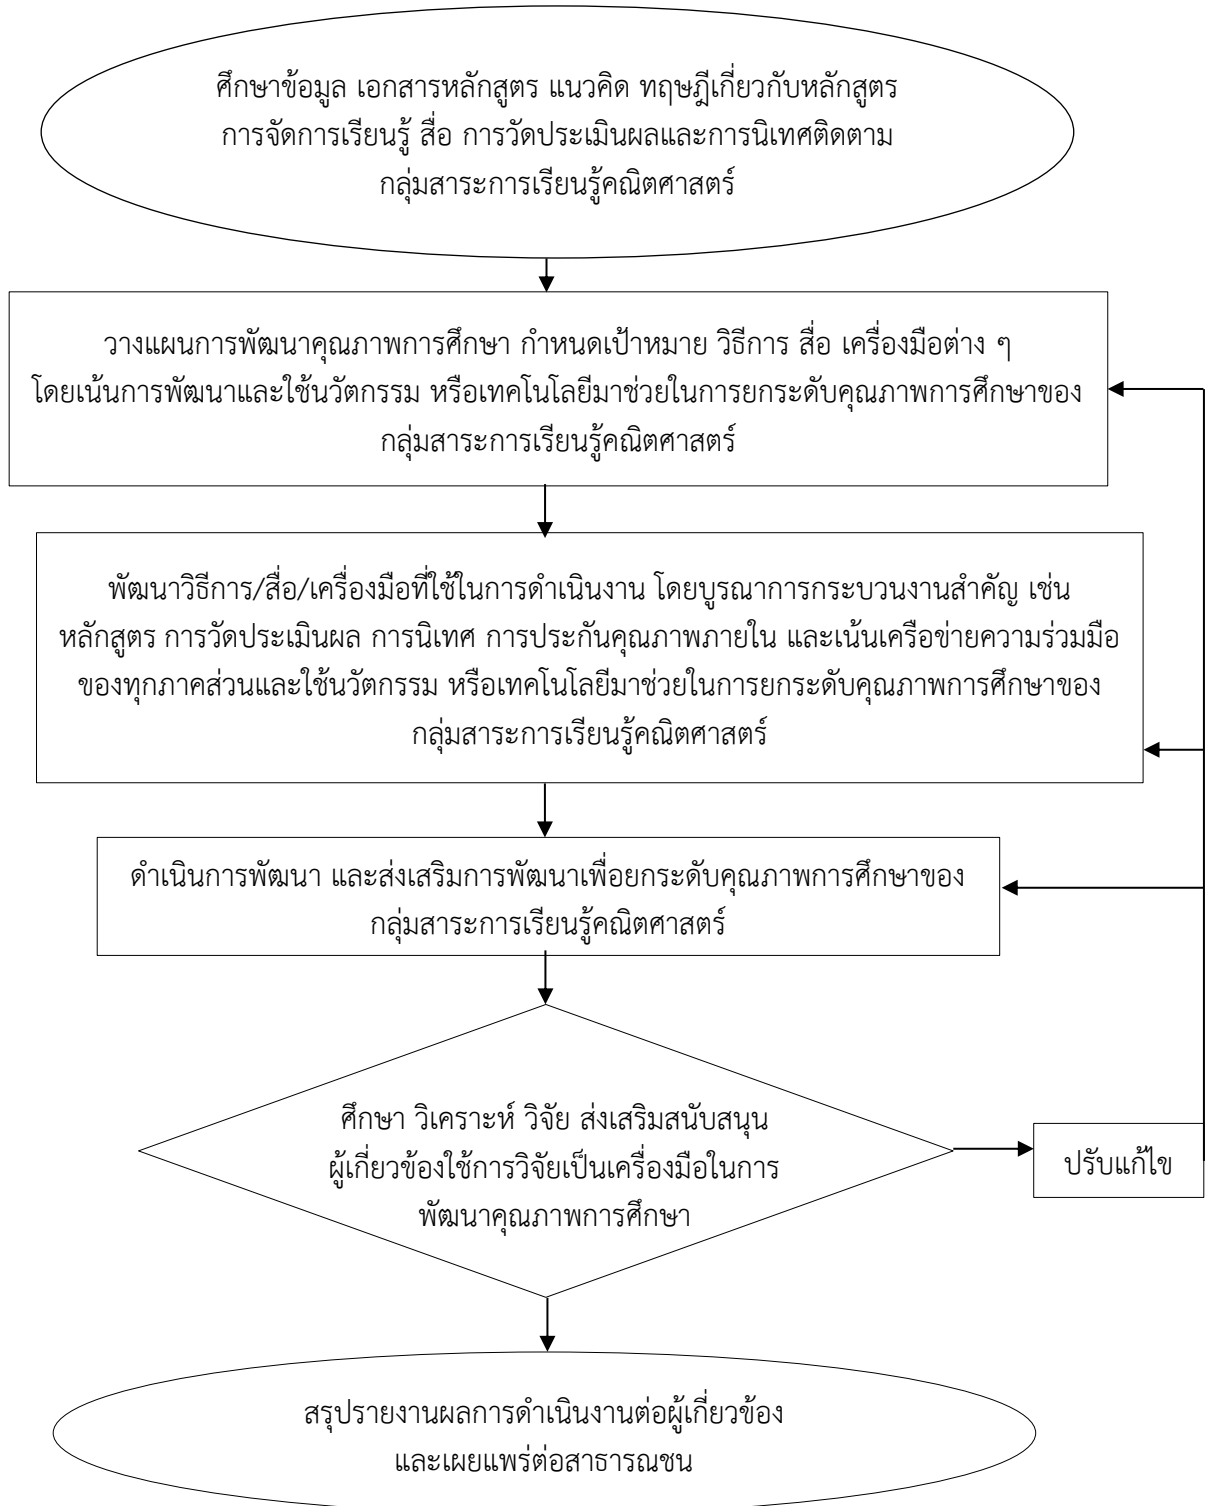 ศึกษาข้อมูล เอกสารหลักสูตร แนวคิด ทฤษฎีเกี่ยวกับหลักสูตร
การจัดการเรียนรู้ สื่อ การวัดประเมินผลและการนิเทศติดตาม
กลุ่มสาระการเรียนรู้คณิตศาสตร์
วางแผนการพัฒนาคุณภาพการศึกษา กำหนดเป้าหมาย วิธีการ สื่อ เครื่องมือต่าง ๆ
โดยเน้นการพัฒนาและใช้นวัตกรรม หรือเทคโนโลยีมาช่วยในการยกระดับคุณภาพการศึกษาของ
กลุ่มสาระการเรียนรู้คณิตศาสตร์
พัฒนาวิธีการ/สื่อ/เครื่องมือที่ใช้ในการดำเนินงาน โดยบูรณาการกระบวนงานสำคัญ เช่น
หลักสูตร การวัดประเมินผล การนิเทศ การประกันคุณภาพภายใน และเน้นเครือข่ายความร่วมมือ
ของทุกภาคส่วนและใช้นวัตกรรม หรือเทคโนโลยีมาช่วยในการยกระดับคุณภาพการศึกษาของ
กลุ่มสาระการเรียนรู้คณิตศาสตร์
ดำเนินการพัฒนา และส่งเสริมการพัฒนาเพื่อยกระดับคุณภาพการศึกษาของ
กลุ่มสาระการเรียนรู้คณิตศาสตร์
ศึกษา วิเคราะห์ วิจัย ส่งเสริมสนับสนุน
ผู้เกี่ยวข้องใช้การวิจัยเป็นเครื่องมือในการ
พัฒนาคุณภาพการศึกษา
ปรับแก้ไข
สรุปรายงานผลการดำเนินงานต่อผู้เกี่ยวข้อง
และเผยแพร่ต่อสาธารณชน